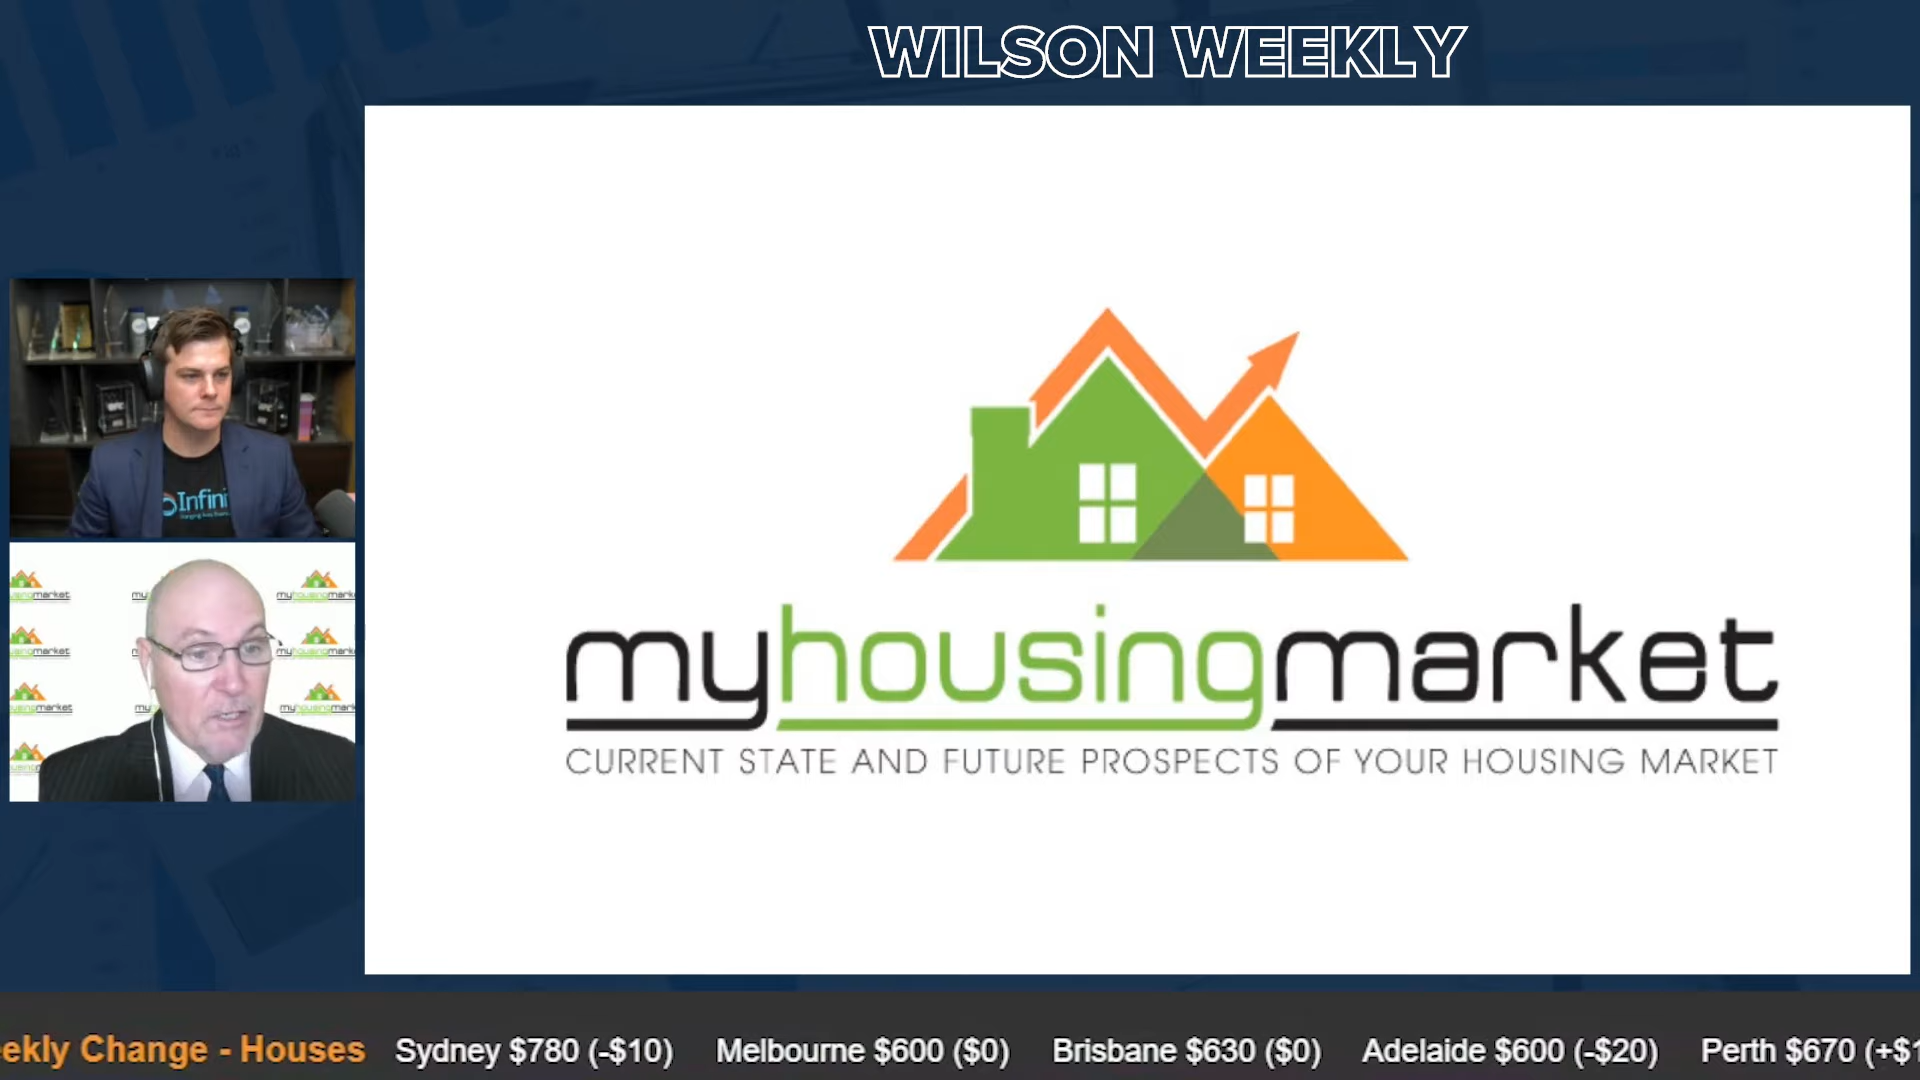 WILSON WEEKLY
Infini
myhousingmarket
CURRENT STATE AND FUTURE PROSPECTS OF YOUR HOUSING MARKET
ekly Change - Houses Sydney $780 (-$10) Melbourne $600 ($0) Brisbane $630 ($0) Adelaide $600 (-$20) Perth $670 (+$1